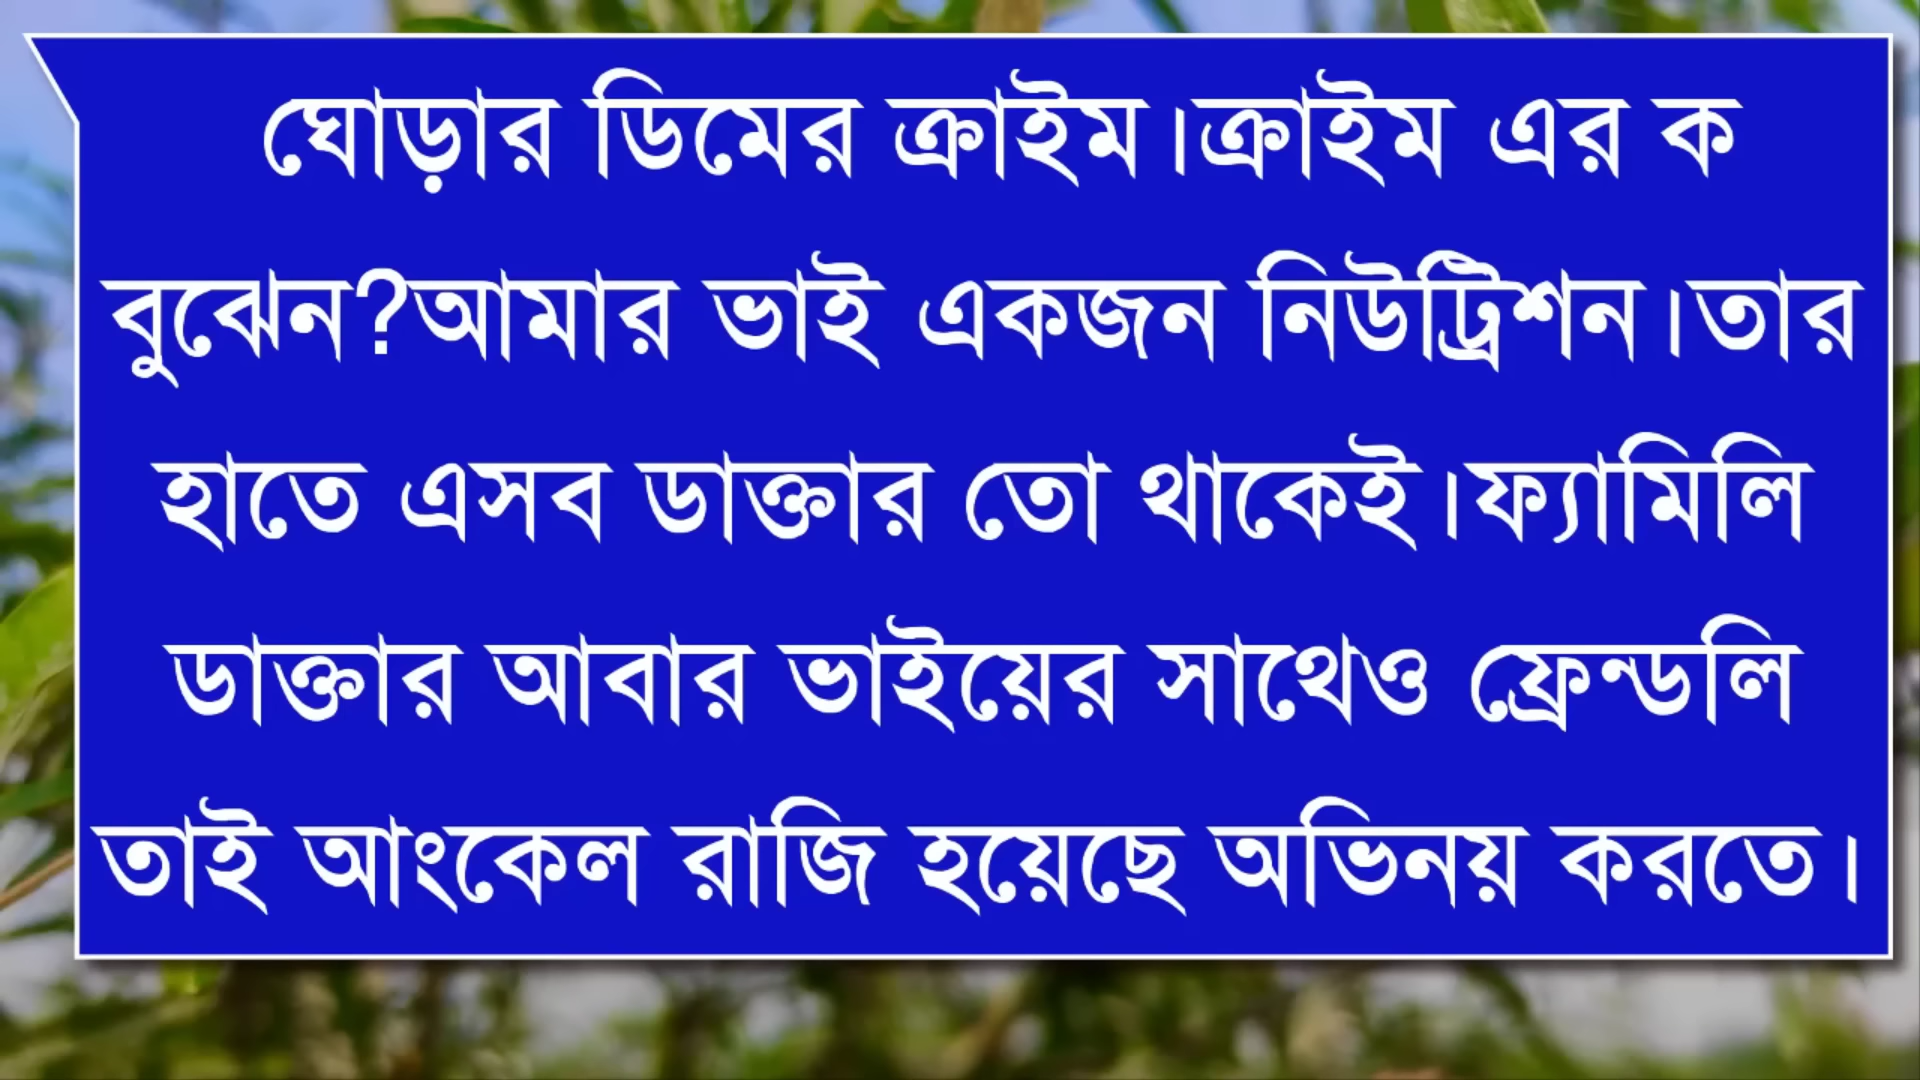 ঘোড়ার ডিমের ক্রাইম।ক্রাইম এর ক
বুঝেন?আমার ভাই একজন নিউট্রিশন।তার
হাতে এসব ডাক্তার তো থাকেই।ফ্যামিলি
ডাক্তার আবার ভাইয়ের সাথেও ফ্রেন্ডলি
তাই আংকেল রাজি হয়েছে অভিনয় করতে।